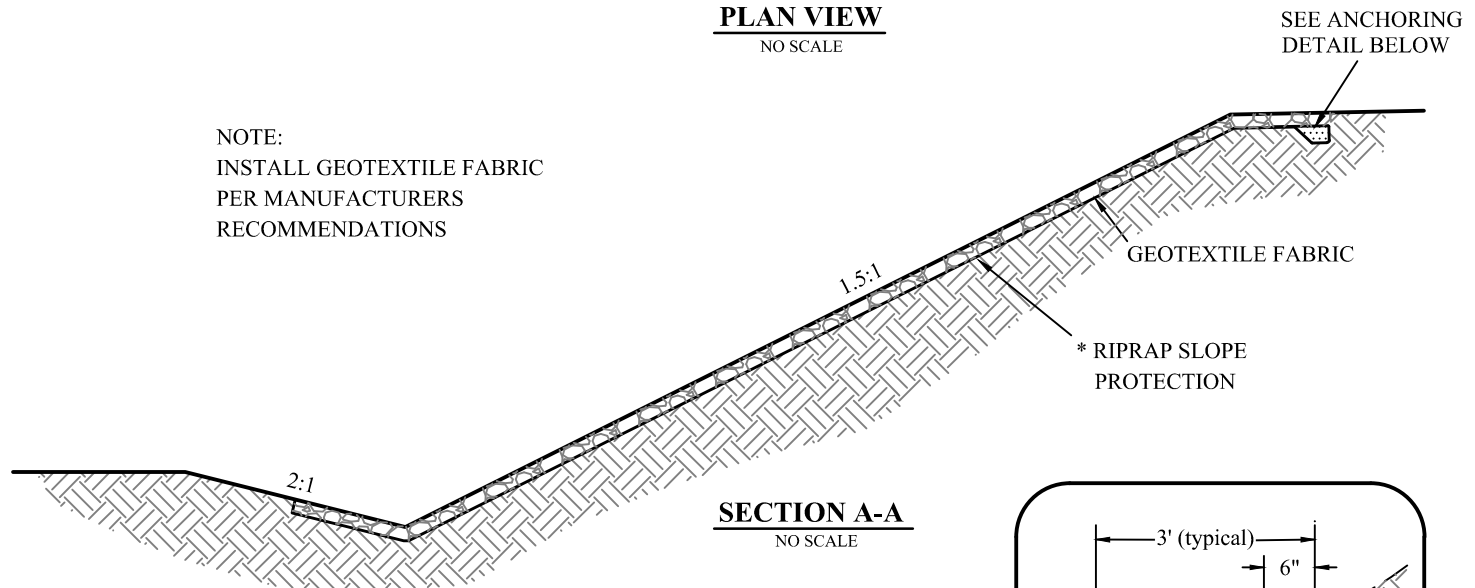 PLAN VIEW
NO SCALE
SEE ANCHORING
DETAIL BELOW
NOTE:
INSTALL GEOTEXTILE FABRIC
PER MANUFACTURERS
RECOMMENDATIONS
GEOTEXTILE FABRIC
1.5:1
* RIPRAP SLOPE
PROTECTION
2:1
SECTION A-A
NO SCALE
3' (typical)
6"